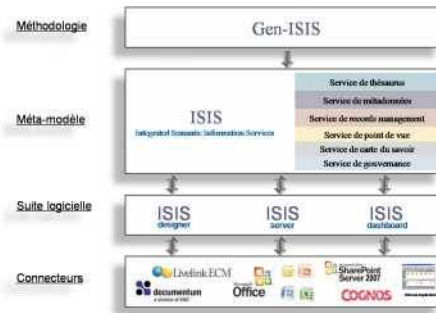 Méthodologie
Gen-ISIS
Méta-modèle
ISIS
Integrated Semantic Information Services
Service de thésaurus
Service de métadonnées
Service de records management
Service de point de vue
Service de carte du savoir
Service de gouvernance
Suite logicielle
ISIS
designer
ISIS
server
ISIS
dashboard
Connecteurs
Livelink ECM
documentum
Microsoft
Office
SharePoint
Server 2007
COGNOS